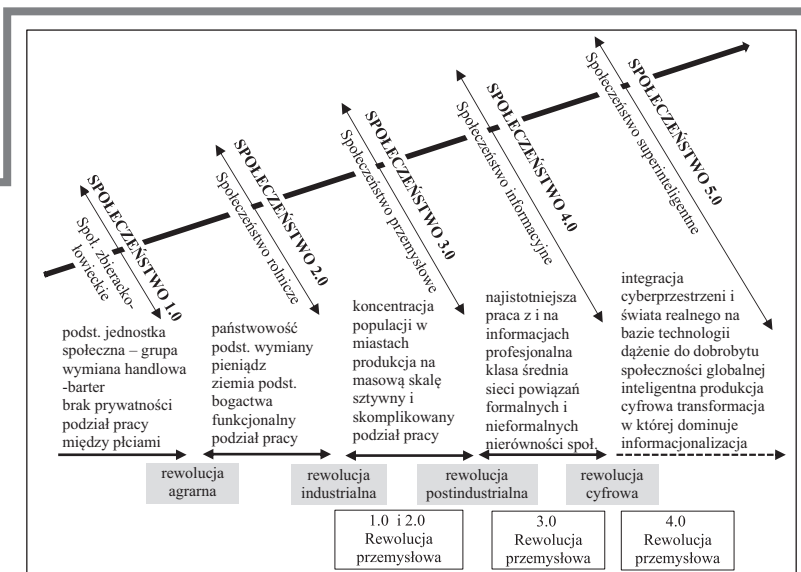 SPOŁECZEŃSTWO 1.0
Społ. zbieracko-
łowieckie
SPOŁECZEŃSTWO 2.0
Społeczeństwo rolnicze
SPOŁECZEŃSTWO 3.0
Społeczeństwo przemysłowe
SPOŁECZEŃSTWO 4.0
Społeczeństwo informacyjne
SPOŁECZEŃSTWO 5.0
Społeczeństwo superinteligentne
podst. jednostka
społeczna – grupa
wymiana handlowa
-barter
brak prywatności
podział pracy
między płciami
państwowość
podst. wymiany
pieniądz
ziemia podst.
bogactwa
funkcjonalny
podział pracy
koncentracja
populacji w
miastach
produkcja na
masową skalę
sztywny i
skomplikowany
podział pracy
najistotniejsza
praca z i na
informacjach
profesjonalna
klasa średnia
sieci powiązań
formalnych i
nieformalnych
nierówności społ.
integracja
cyberprzestrzeni i
świata realnego na
bazie technologii
dążenie do dobrobytu
społeczności globalnej
inteligentna produkcja
cyfrowa transformacja
w której dominuje
informacjonalizacja
rewolucja
agrarna
rewolucja
industrialna
rewolucja
postindustrialna
rewolucja
cyfrowa
1.0 i 2.0
Rewolucja
przemysłowa
3.0
Rewolucja
przemysłowa
4.0
Rewolucja
przemysłowa